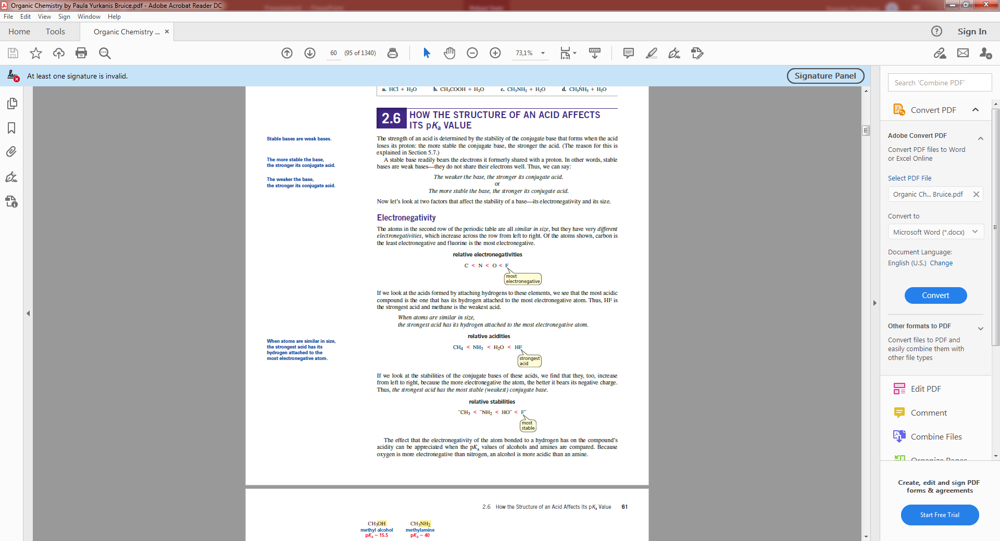 Organic Chemistry by Paula Yurkanis Bruice.pdf - Adobe Acrobat Reader DC
File Edit View Sign Window Help
Home Tools Organic Chemistry ... × Sign In
60 (95 of 1340) 73,1%
At least one signature is invalid. Signature Panel
a. HCl + H₂O b. CH₃COOH + H₂O c. CH₃NH₂ + H₂O d. CH₃N̈H₃ + H₂O
2.6 HOW THE STRUCTURE OF AN ACID AFFECTS
ITS pKₐ VALUE
Stable bases are weak bases.
The more stable the base,
the stronger its conjugate acid.
The weaker the base,
the stronger its conjugate acid.
The strength of an acid is determined by the stability of the conjugate base that forms when the acid
loses its proton: the more stable the conjugate base, the stronger the acid. (The reason for this is
explained in Section 5.7.)
A stable base readily bears the electrons it formerly shared with a proton. In other words, stable
bases are weak bases—they do not share their electrons well. Thus, we can say:
The weaker the base, the stronger its conjugate acid.
or
The more stable the base, the stronger its conjugate acid.
Now let's look at two factors that affect the stability of a base—its electronegativity and its size.
Electronegativity
The atoms in the second row of the periodic table are all similar in size, but they have very different
electronegativities, which increase across the row from left to right. Of the atoms shown, carbon is
the least electronegative and fluorine is the most electronegative.
relative electronegativities
C < N < O < F
most
electronegative
If we look at the acids formed by attaching hydrogens to these elements, we see that the most acidic
compound is the one that has its hydrogen attached to the most electronegative atom. Thus, HF is
the strongest acid and methane is the weakest acid.
When atoms are similar in size,
the strongest acid has its hydrogen attached to the most electronegative atom.
When atoms are similar in size,
the strongest acid has its
hydrogen attached to the
most electronegative atom.
relative acidities
CH₄ < NH₃ < H₂O < HF
strongest
acid
If we look at the stabilities of the conjugate bases of these acids, we find that they, too, increase
from left to right, because the more electronegative the atom, the better it bears its negative charge.
Thus, the strongest acid has the most stable (weakest) conjugate base.
relative stabilities
⁻CH₃ < ⁻NH₂ < HO⁻ < F⁻
most
stable
The effect that the electronegativity of the atom bonded to a hydrogen has on the compound's
acidity can be appreciated when the pKₐ values of alcohols and amines are compared. Because
oxygen is more electronegative than nitrogen, an alcohol is more acidic than an amine.
2.6 How the Structure of an Acid Affects Its pKₐ Value 61
CH₃OH CH₃NH₂
methyl alcohol methylamine
pKₐ = 15.5 pKₐ = 40
Search 'Combine PDF'
Convert PDF
Adobe Convert PDF
Convert PDF files to Word
or Excel Online
Select PDF File
Organic Ch... Bruice.pdf
Convert to
Microsoft Word (*.docx)
Document Language:
English (U.S.) Change
Convert
Other formats to PDF
Convert files to PDF and
easily combine them with
other file types
Edit PDF
Comment
Combine Files
Organize Pages
Create, edit and sign PDF
forms & agreements
Start Free Trial